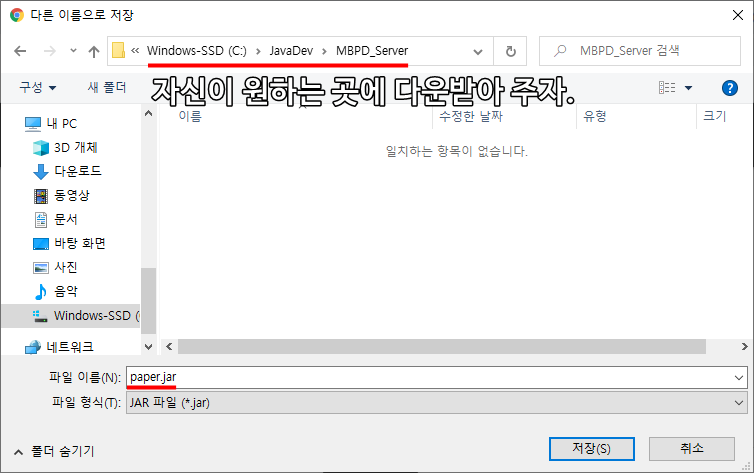 다른 이름으로 저장
« Windows-SSD (C:) > JavaDev > MBPD_Server
MBPD_Server 검색
구성
새 폴더
자신이 원하는 곳에 다운받아 주자.
이름
수정한 날짜
유형
크기
일치하는 항목이 없습니다.
내 PC
3D 개체
다운로드
동영상
문서
바탕 화면
사진
음악
Windows-SSD (
네트워크
파일 이름(N): paper.jar
파일 형식(T): JAR 파일 (*.jar)
폴더 숨기기
저장(S)
취소